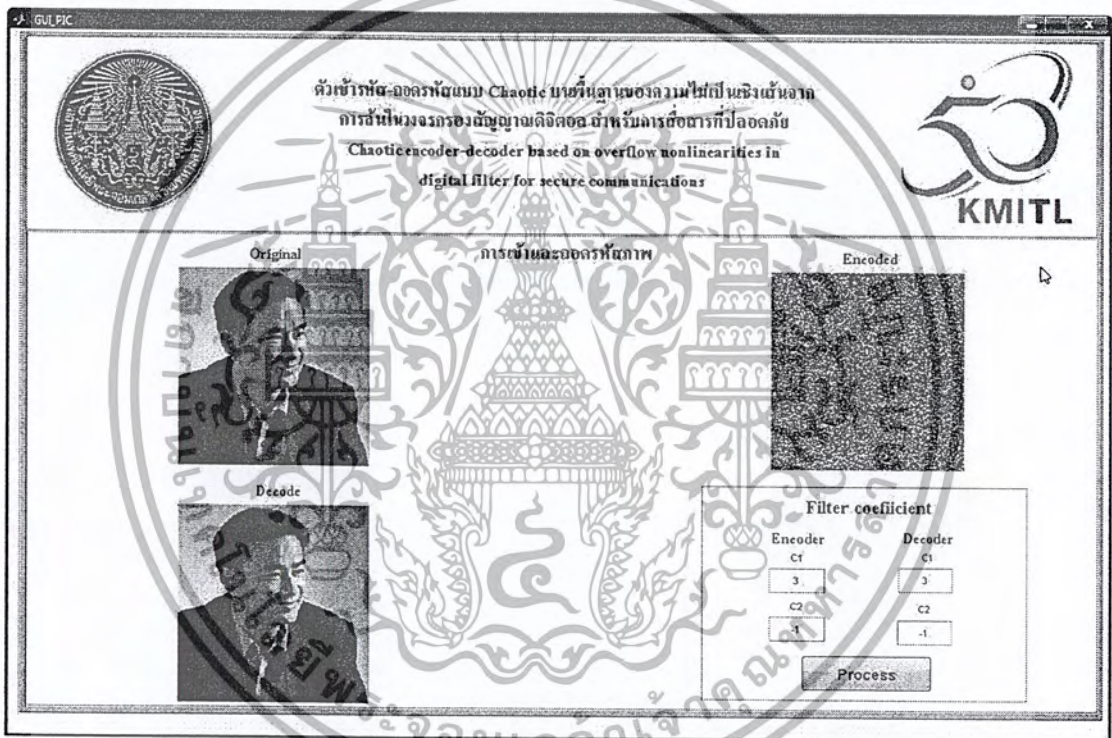 GUI_PIC
ตัวเข้ารหัส-ถอดรหัสแบบ Chaotic บนพื้นฐานของความไม่เป็นเชิงเส้นจาก
การล้นในวงจรกรองสัญญาณดิจิตอล สำหรับการสื่อสารที่ปลอดภัย
Chaotic encoder-decoder based on overflow nonlinearities in
digital filter for secure communications
KMITL
การเข้าและถอดรหัสภาพ
Original
Encoded
Decode
Filter coefiicient
Encoder Decoder
C1 C1
3 3
C2 C2
-1 -1
Process